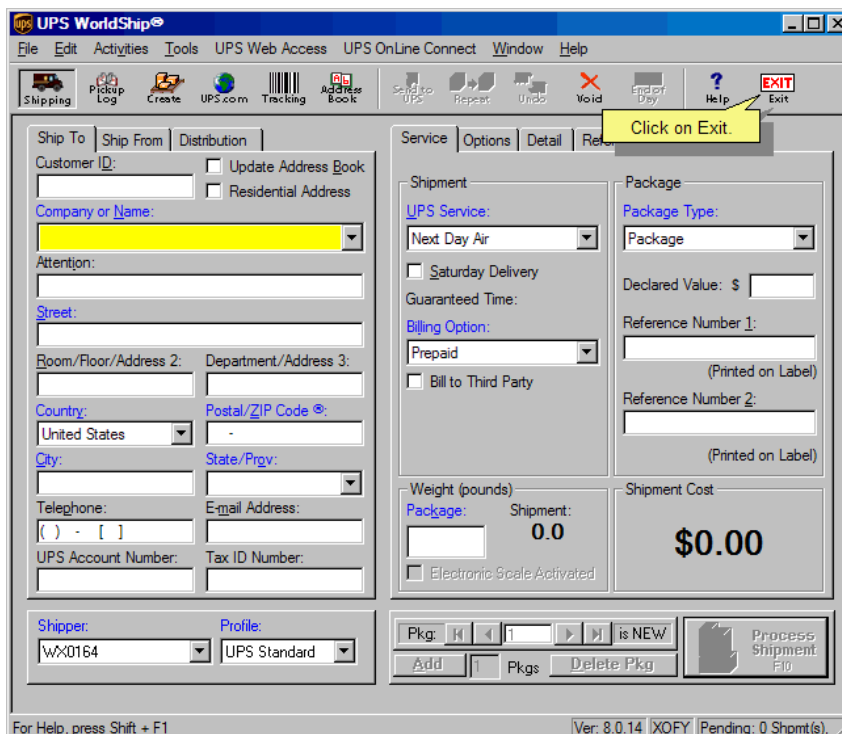 UPS WorldShip®
File Edit Activities Tools UPS Web Access UPS OnLine Connect Window Help
Shipping Pickup Log Create UPS.com Tracking Address Book Send to UPS Repeat Undo Void End of Day Help EXIT Exit
Click on Exit.
Ship To Ship From Distribution
Customer ID: Update Address Book
Residential Address
Company or Name:
Attention:
Street:
Room/Floor/Address 2: Department/Address 3:
Country: Postal/ZIP Code ®:
United States -
City: State/Prov:
Telephone: E-mail Address:
( ) - [ ]
UPS Account Number: Tax ID Number:
Shipper: Profile:
WX0164 UPS Standard
Service Options Detail
Shipment
UPS Service:
Next Day Air
Saturday Delivery
Guaranteed Time:
Billing Option:
Prepaid
Bill to Third Party
Package
Package Type:
Package
Declared Value: $
Reference Number 1:
(Printed on Label)
Reference Number 2:
(Printed on Label)
Weight (pounds)
Package: Shipment:
0.0
Electronic Scale Activated
Shipment Cost
$0.00
Pkg: 1 is NEW
Add 1 Pkgs Delete Pkg
Process
Shipment
F10
For Help, press Shift + F1 Ver: 8.0.14 XOFY Pending: 0 Shpmt(s),